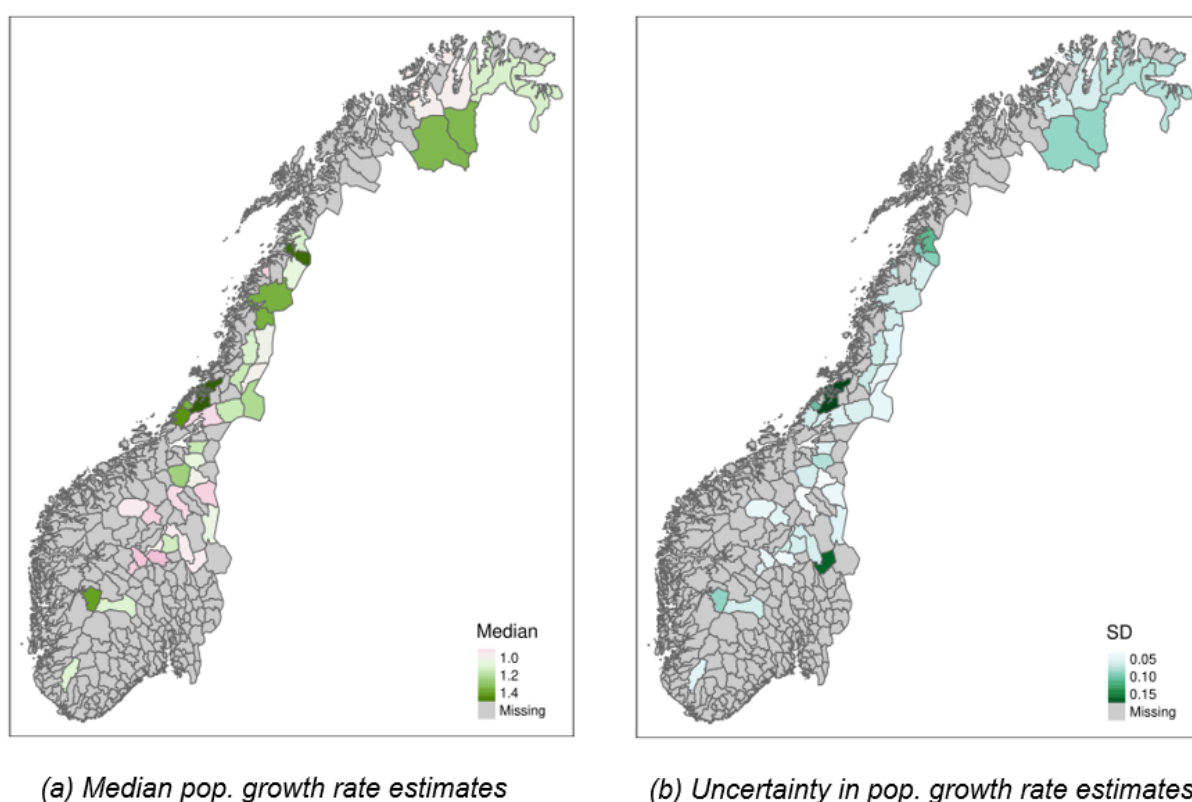 Median
1.0
1.2
1.4
Missing
SD
0.05
0.10
0.15
Missing
(a) Median pop. growth rate estimates
(b) Uncertainty in pop. growth rate estimates